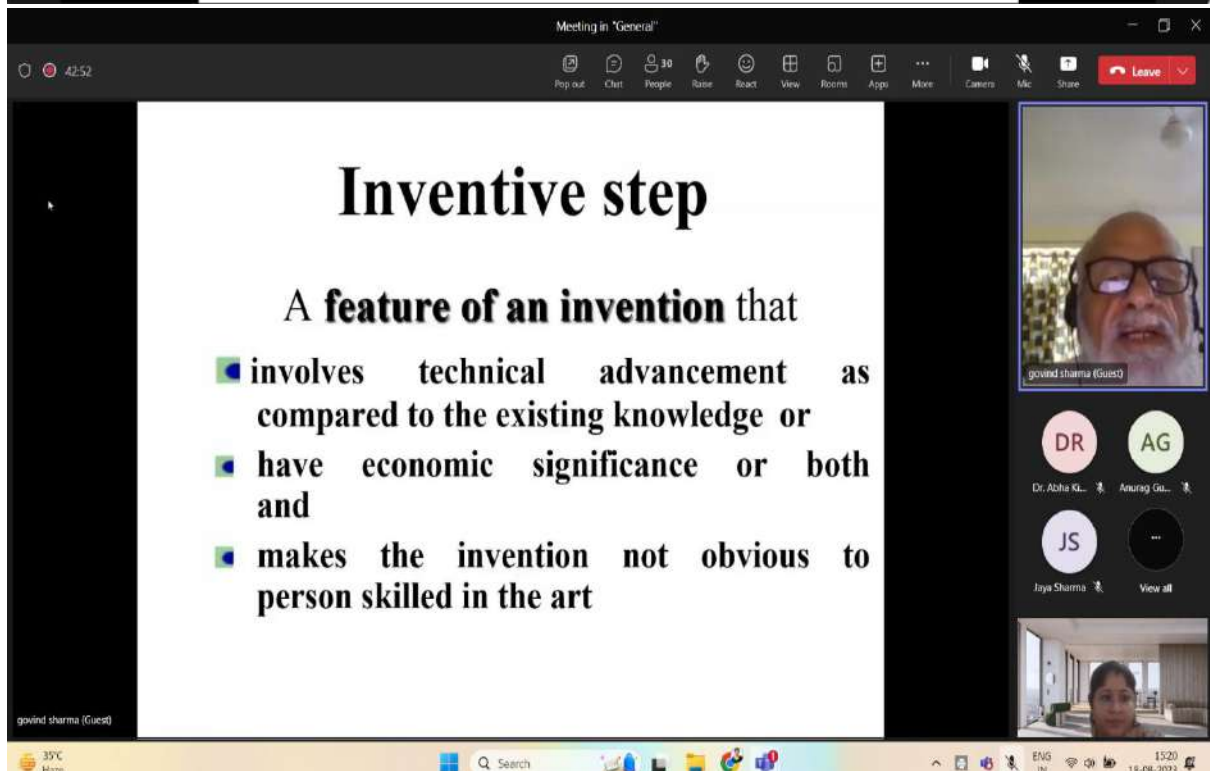 Meeting in "General"
42:52
Pop out Chat 30 People Raise React View Rooms Apps More Camera Mic Share Leave
Inventive step
A feature of an invention that
involves technical advancement as
compared to the existing knowledge or
have economic significance or both
and
makes the invention not obvious to
person skilled in the art
govind sharma (Guest)
govind sharma (Guest)
DR AG
Dr. Abha Ki... Anurag Gu...
JS ...
Jaya Sharma View all
35°C
Haze
Search
ENG
IN
15:20
18-08-2023